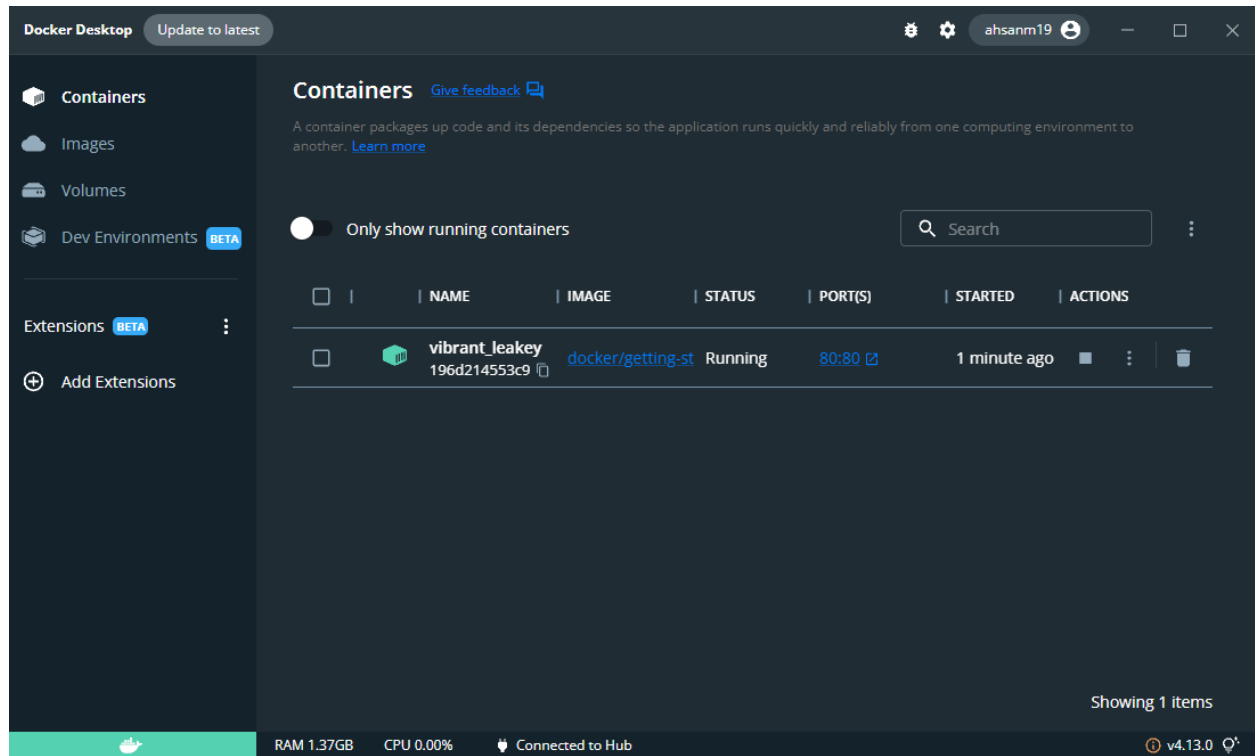 Docker Desktop Update to latest ahsanm19
Containers
Images
Volumes
Dev Environments BETA
Extensions BETA
Add Extensions
Containers Give feedback
A container packages up code and its dependencies so the application runs quickly and reliably from one computing environment to
another. Learn more
Only show running containers Search
NAME IMAGE STATUS PORT(S) STARTED ACTIONS
vibrant_leakey
196d214553c9 docker/getting-st Running 80:80 1 minute ago
Showing 1 items
RAM 1.37GB CPU 0.00% Connected to Hub v4.13.0